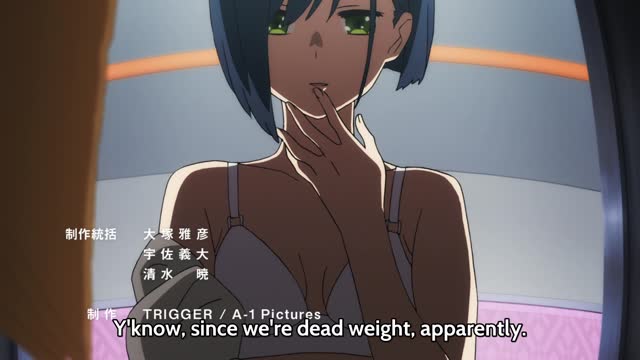 制作統括 大塚雅彦
宇佐義大
清水 暁
制作 TRIGGER / A-1 Pictures
Y'know, since we're dead weight, apparently.